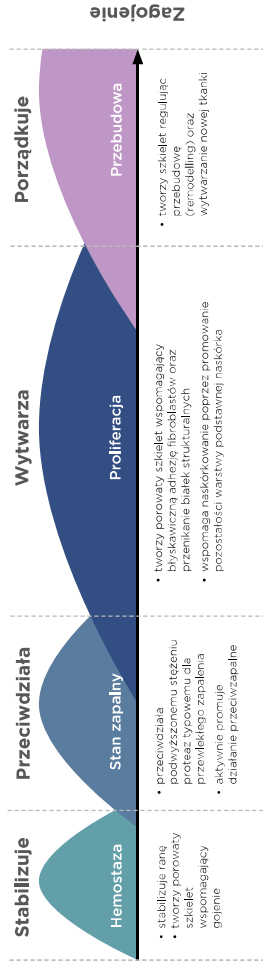 Stabilizuje
Hemostaza
• stabilizuje ranę
• tworzy porowaty
szkielet
wspomagający
gojenie
Przeciwdziała
Stan zapalny
• przeciwdziała
podwyższonemu stężeniu
proteaz typowemu dla
przewlekłego zapalenia
• aktywnie promuje
działanie przeciwzapalne
Wytwarza
Proliferacja
• tworzy porowaty szkielet wspomagający
błyskawiczną adhezję fibroblastów oraz
przenikanie białek strukturalnych
• wspomaga naskórkowanie poprzez promowanie
pozostałości warstwy podstawnej naskórka
Porządkuje
Przebudowa
• tworzy szkielet regulując
przebudowę
(remodelling) oraz
wytwarzanie nowej tkanki
Zagojenie